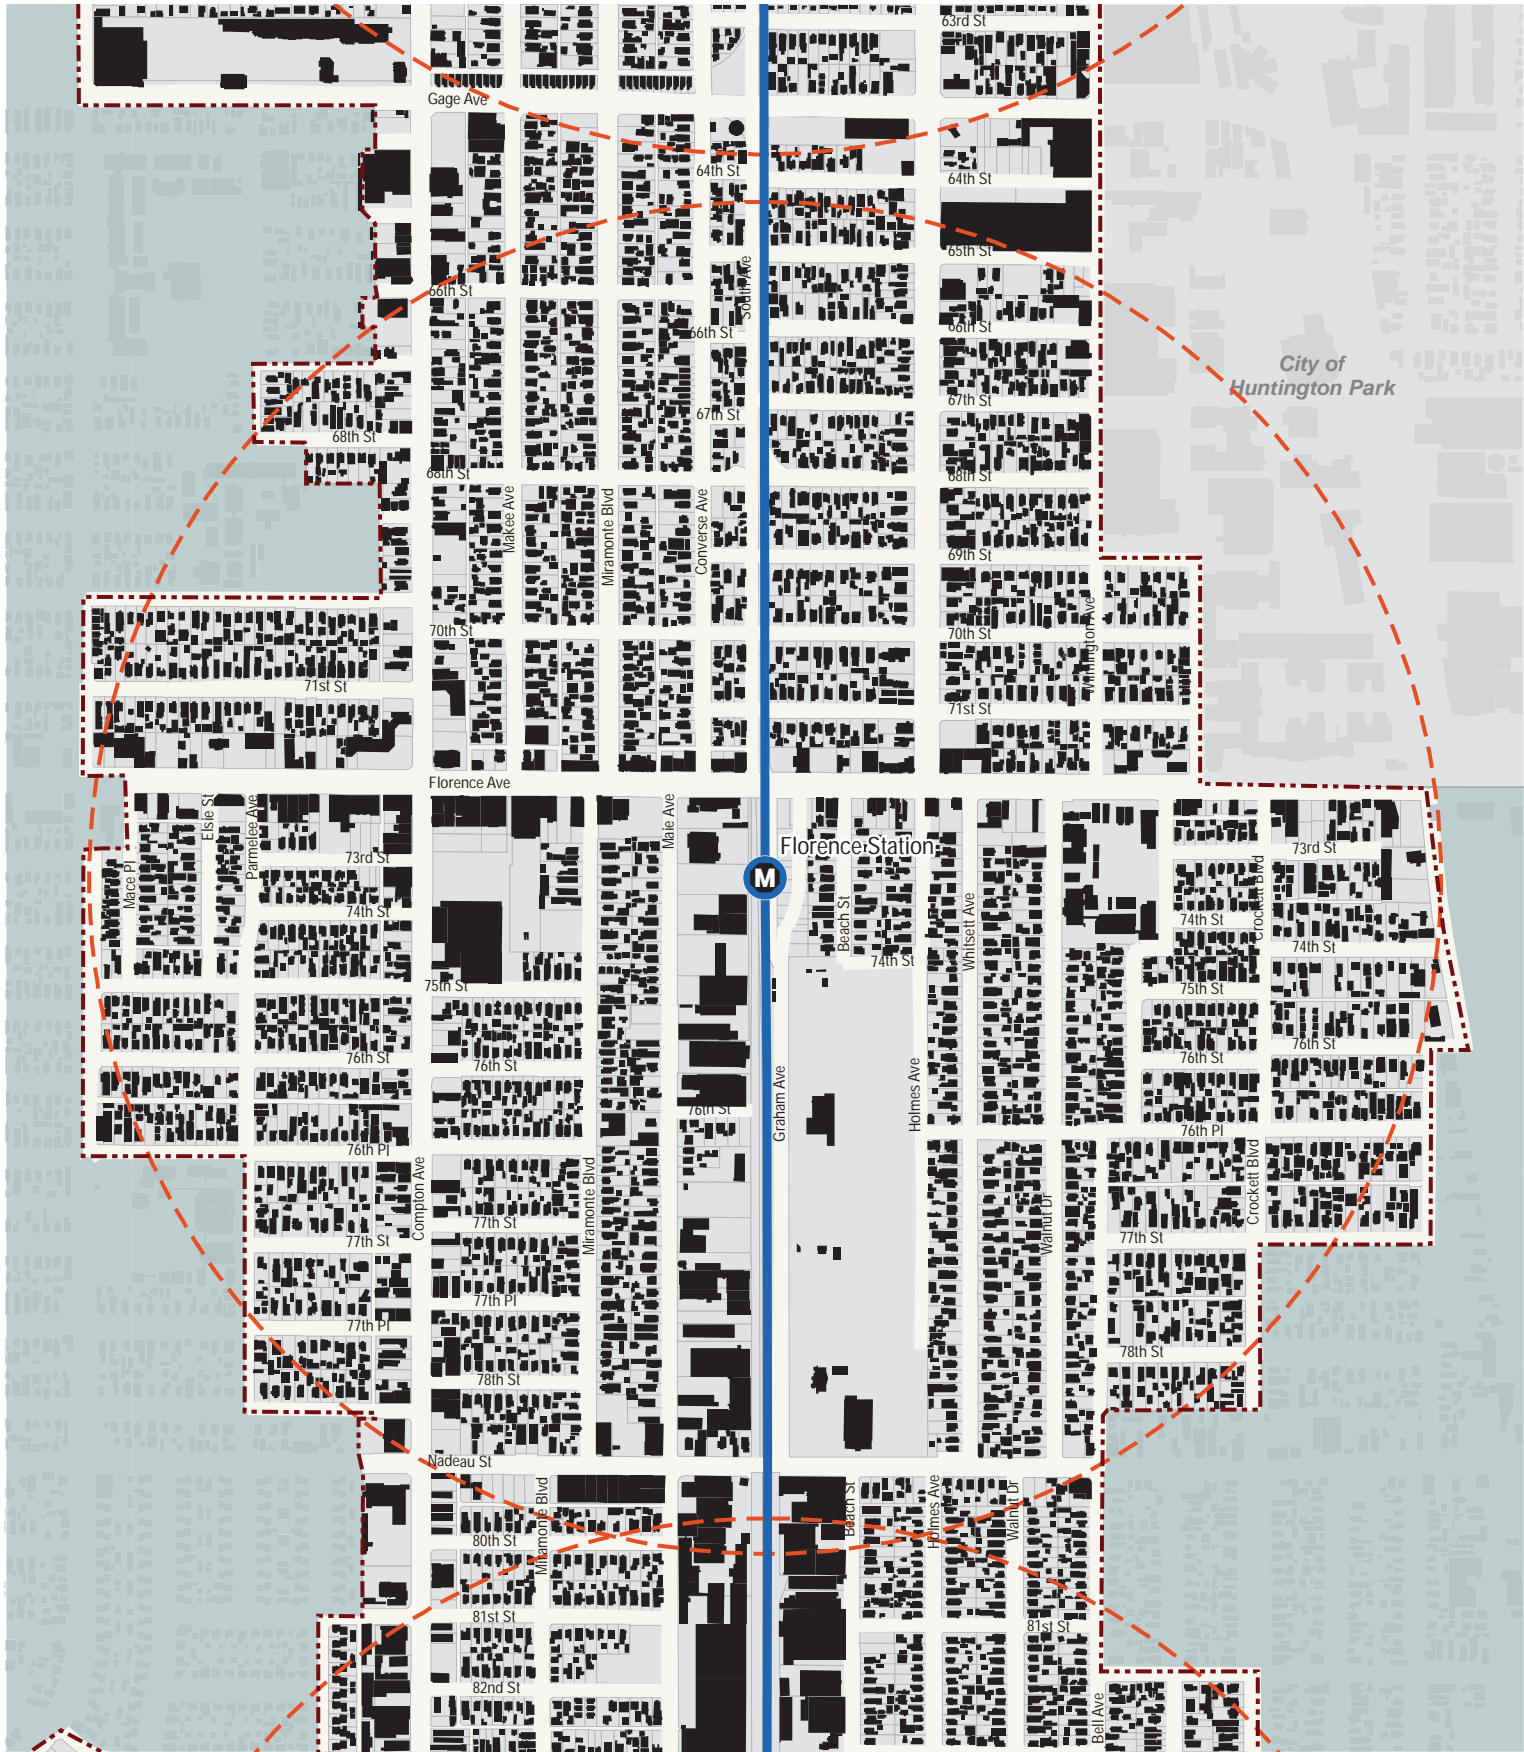 63rd St
Gage Ave
64th St
64th St
65th St
South Ave
66th St
66th St
66th St
City of
Huntington Park
67th St
67th St
68th St
68th St
68th St
Makee Ave
Miramonte Blvd
Converse Ave
69th St
70th St
70th St
Wilmington Ave
71st St
71st St
Florence Ave
Elsie St
Parmelee Ave
Maie Ave
Florence Station
M
73rd St
73rd St
Mace Pl
Crockett Blvd
74th St
74th St
Beach St
Whitsett Ave
74th St
74th St
75th St
75th St
76th St
76th St
76th St
76th St
76th St
Graham Ave
Holmes Ave
76th Pl
76th Pl
Compton Ave
Miramonte Blvd
Walnut Dr
Crockett Blvd
77th St
77th St
77th St
77th Pl
77th Pl
78th St
78th St
Nadeau St
Miramonte Blvd
Beach St
Holmes Ave
Walnut Dr
80th St
81st St
81st St
82nd St
Bell Ave